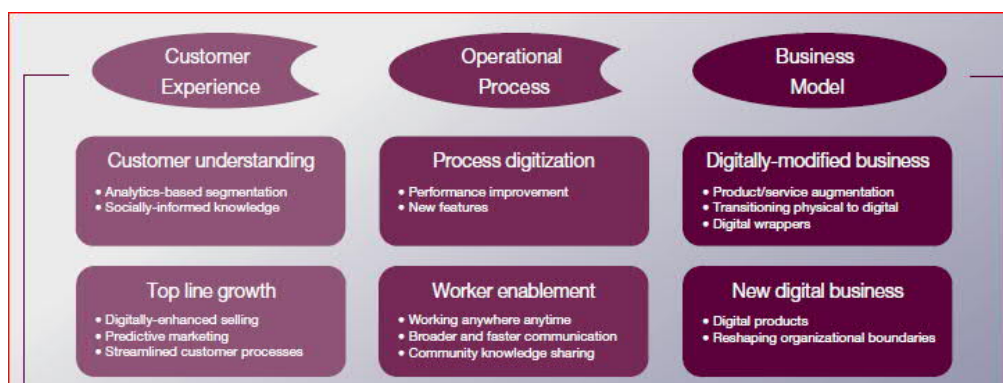 Customer
Experience
Operational
Process
Business
Model
Customer understanding
• Analytics-based segmentation
• Socially-informed knowledge
Process digitization
• Performance improvement
• New features
Digitally-modified business
• Product/service augmentation
• Transitioning physical to digital
• Digital wrappers
Top line growth
• Digitally-enhanced selling
• Predictive marketing
• Streamlined customer processes
Worker enablement
• Working anywhere anytime
• Broader and faster communication
• Community knowledge sharing
New digital business
• Digital products
• Reshaping organizational boundaries